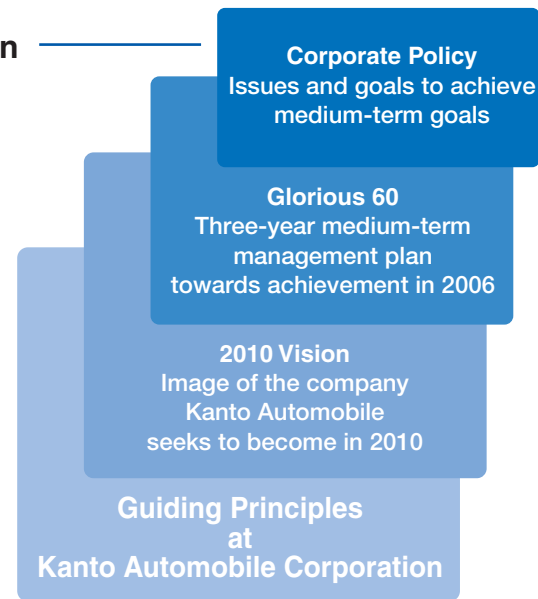 n
Corporate Policy
Issues and goals to achieve
medium-term goals
Glorious 60
Three-year medium-term
management plan
towards achievement in 2006
2010 Vision
Image of the company
Kanto Automobile
seeks to become in 2010
Guiding Principles
at
Kanto Automobile Corporation